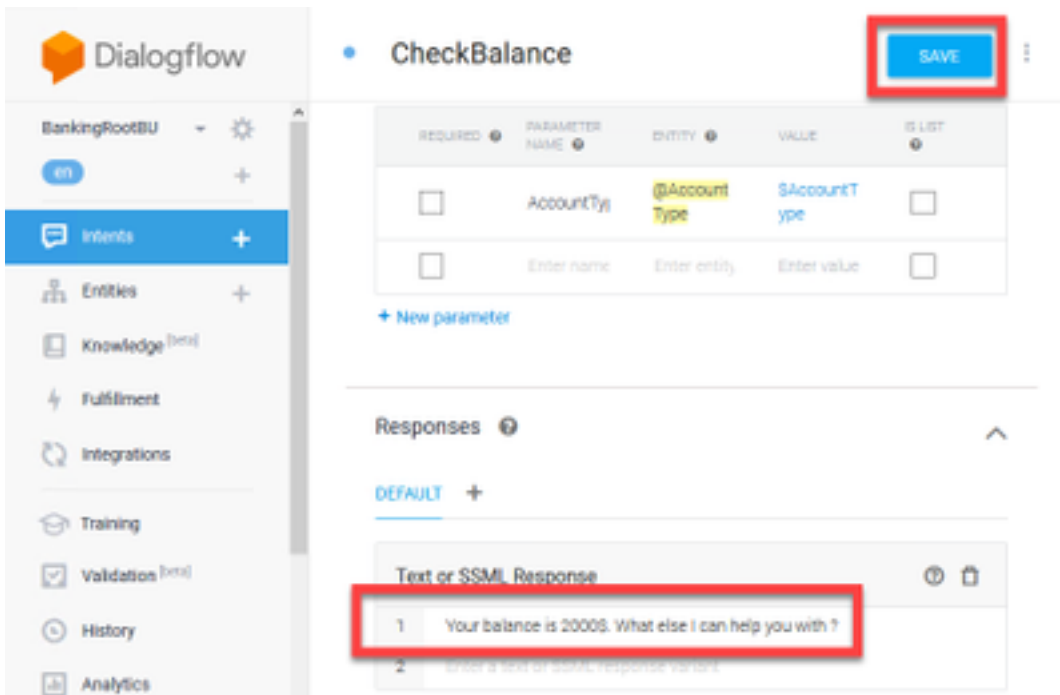 Dialogflow
CheckBalance
SAVE
BankingRootBU
en
REQUIRED
PARAMETER NAME
ENTITY
VALUE
IS LIST
AccountTy
@Account
Type
$AccountT
ype
Enter name
Enter entity
Enter value
+ New parameter
Intents
Entities
Knowledge [beta]
Fulfillment
Integrations
Training
Validation [beta]
History
Analytics
Responses
DEFAULT
Text or SSML Response
1 Your balance is 2000$. What else I can help you with ?
2 Enter a text or SSML response variant